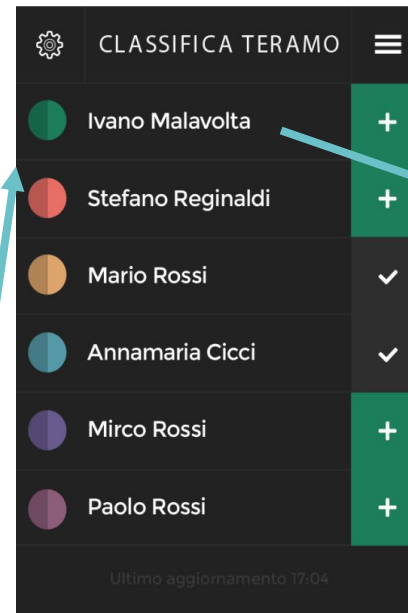 CLASSIFICA TERAMO
Ivano Malavolta
Stefano Reginaldi
Mario Rossi
Annamaria Cicci
Mirco Rossi
Paolo Rossi
Ultimo aggiornamento 17:04